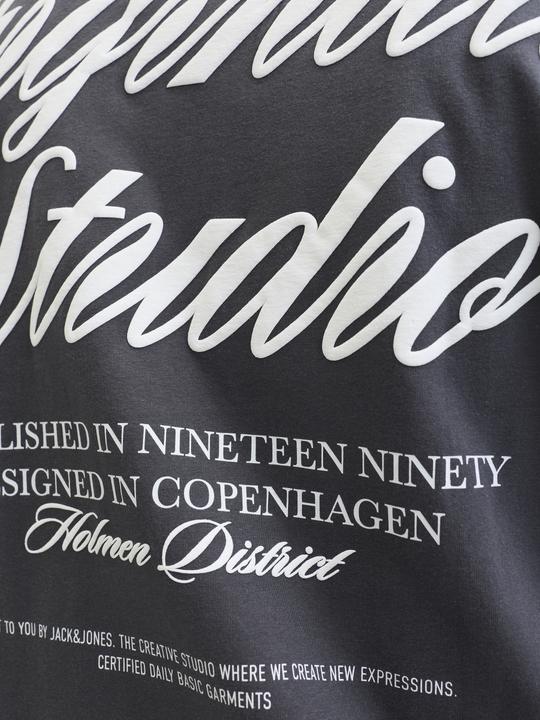 Studio
LISHED IN NINETEEN NINETY
SIGNED IN COPENHAGEN
Holmen District
T TO YOU BY JACK&JONES. THE CREATIVE STUDIO WHERE WE CREATE NEW EXPRESSIONS.
CERTIFIED DAILY BASIC GARMENTS